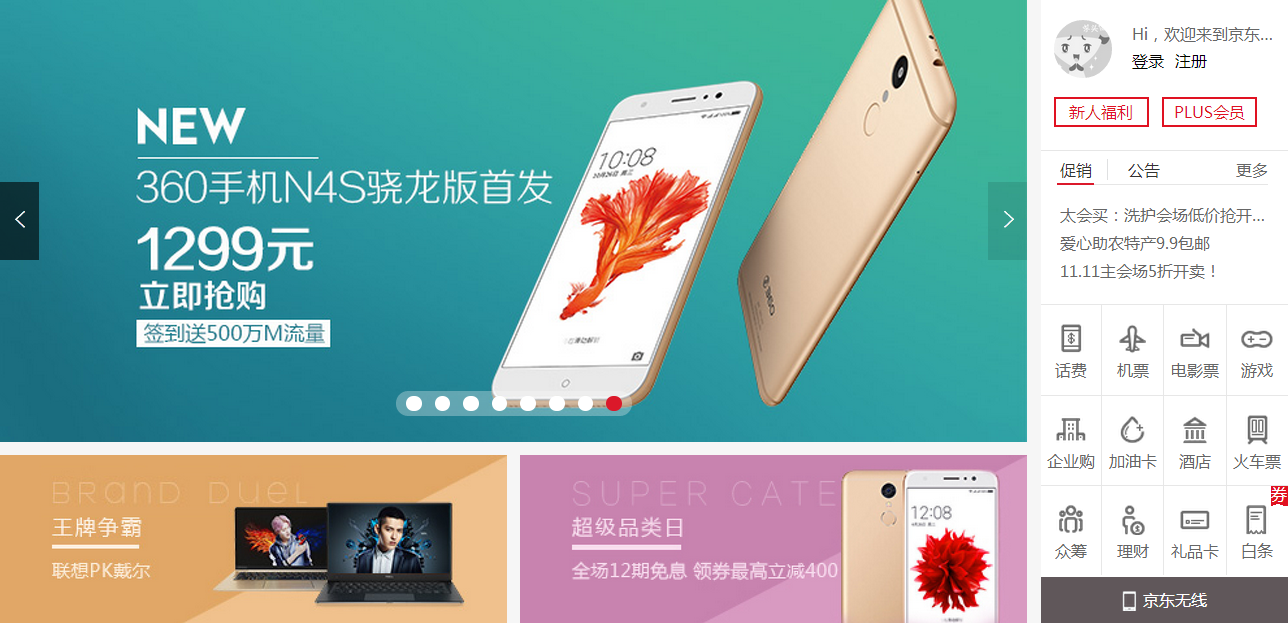 NEW
360手机N4S骁龙版首发
1299元
立即抢购
签到送500万M流量
10:08
360
Hi，欢迎来到京东...
登录 注册
新人福利 PLUS会员
促销 公告 更多
太会买：洗护会场低价抢开...
爱心助农特产9.9包邮
11.11主会场5折开卖！
话费 机票 电影票 游戏
企业购 加油卡 酒店 火车票
券
众筹 理财 礼品卡 白条
京东无线
BRAND DUEL
王牌争霸
联想PK戴尔
SUPER CATE
超级品类日
全场12期免息 领券最高立减400
12:08